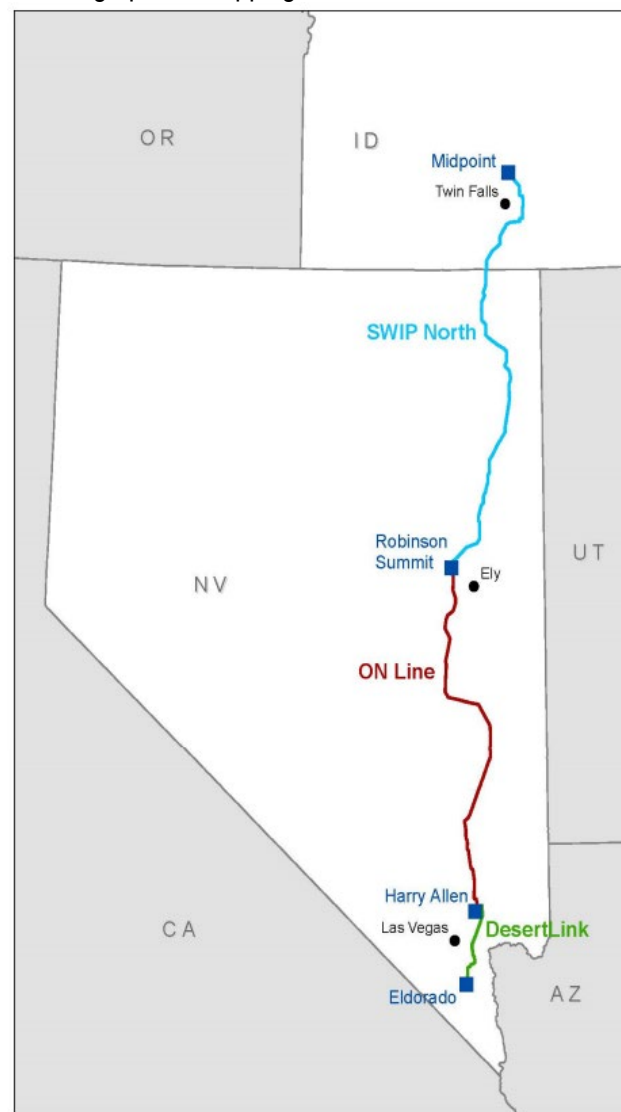 OR
ID
Midpoint
Twin Falls
SWIP North
Robinson
Summit
Ely
UT
NV
ON Line
Harry Allen
Las Vegas
DesertLink
CA
Eldorado
AZ